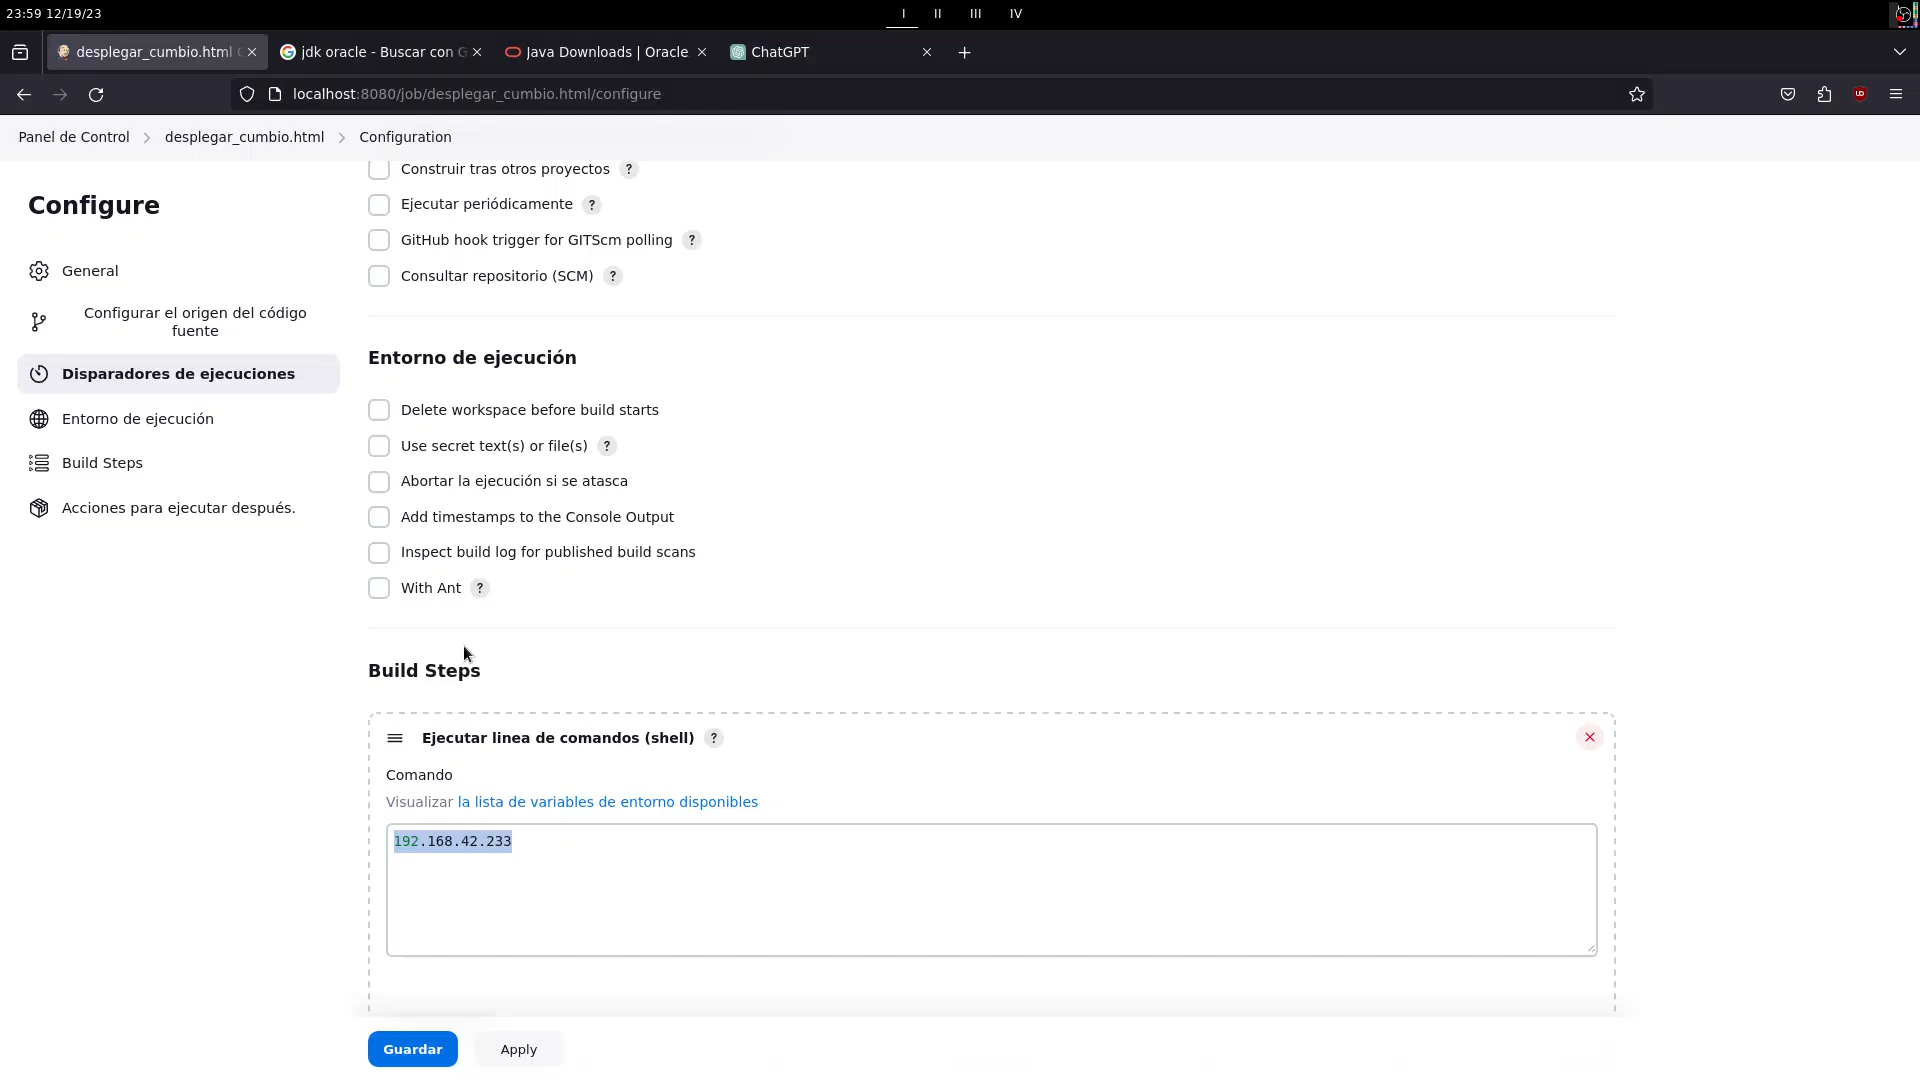 23:59 12/19/23
I II III IV
desplegar_cumbio.html
jdk oracle - Buscar con G
Java Downloads | Oracle
ChatGPT
localhost:8080/job/desplegar_cumbio.html/configure
Panel de Control
desplegar_cumbio.html
Configuration
Configure
General
Configurar el origen del código
fuente
Disparadores de ejecuciones
Entorno de ejecución
Build Steps
Acciones para ejecutar después.
Construir tras otros proyectos ?
Ejecutar periódicamente ?
GitHub hook trigger for GITScm polling ?
Consultar repositorio (SCM) ?
Entorno de ejecución
Delete workspace before build starts
Use secret text(s) or file(s) ?
Abortar la ejecución si se atasca
Add timestamps to the Console Output
Inspect build log for published build scans
With Ant ?
Build Steps
Ejecutar linea de comandos (shell) ?
Comando
Visualizar la lista de variables de entorno disponibles
192.168.42.233
Guardar
Apply